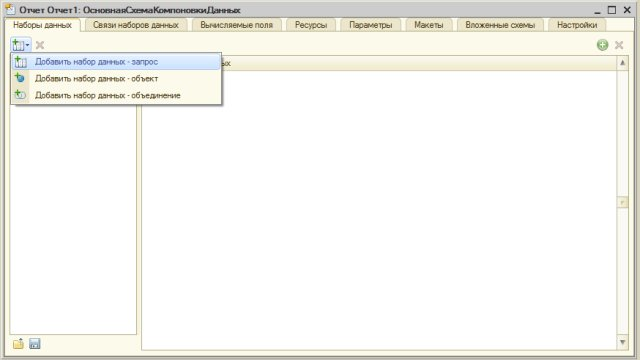 Отчет Отчет1: ОсновнаяСхемаКомпоновкиДанных
Наборы данных Связи наборов данных Вычисляемые поля Ресурсы Параметры Макеты Вложенные схемы Настройки
Добавить набор данных - запрос
Добавить набор данных - объект
Добавить набор данных - объединение